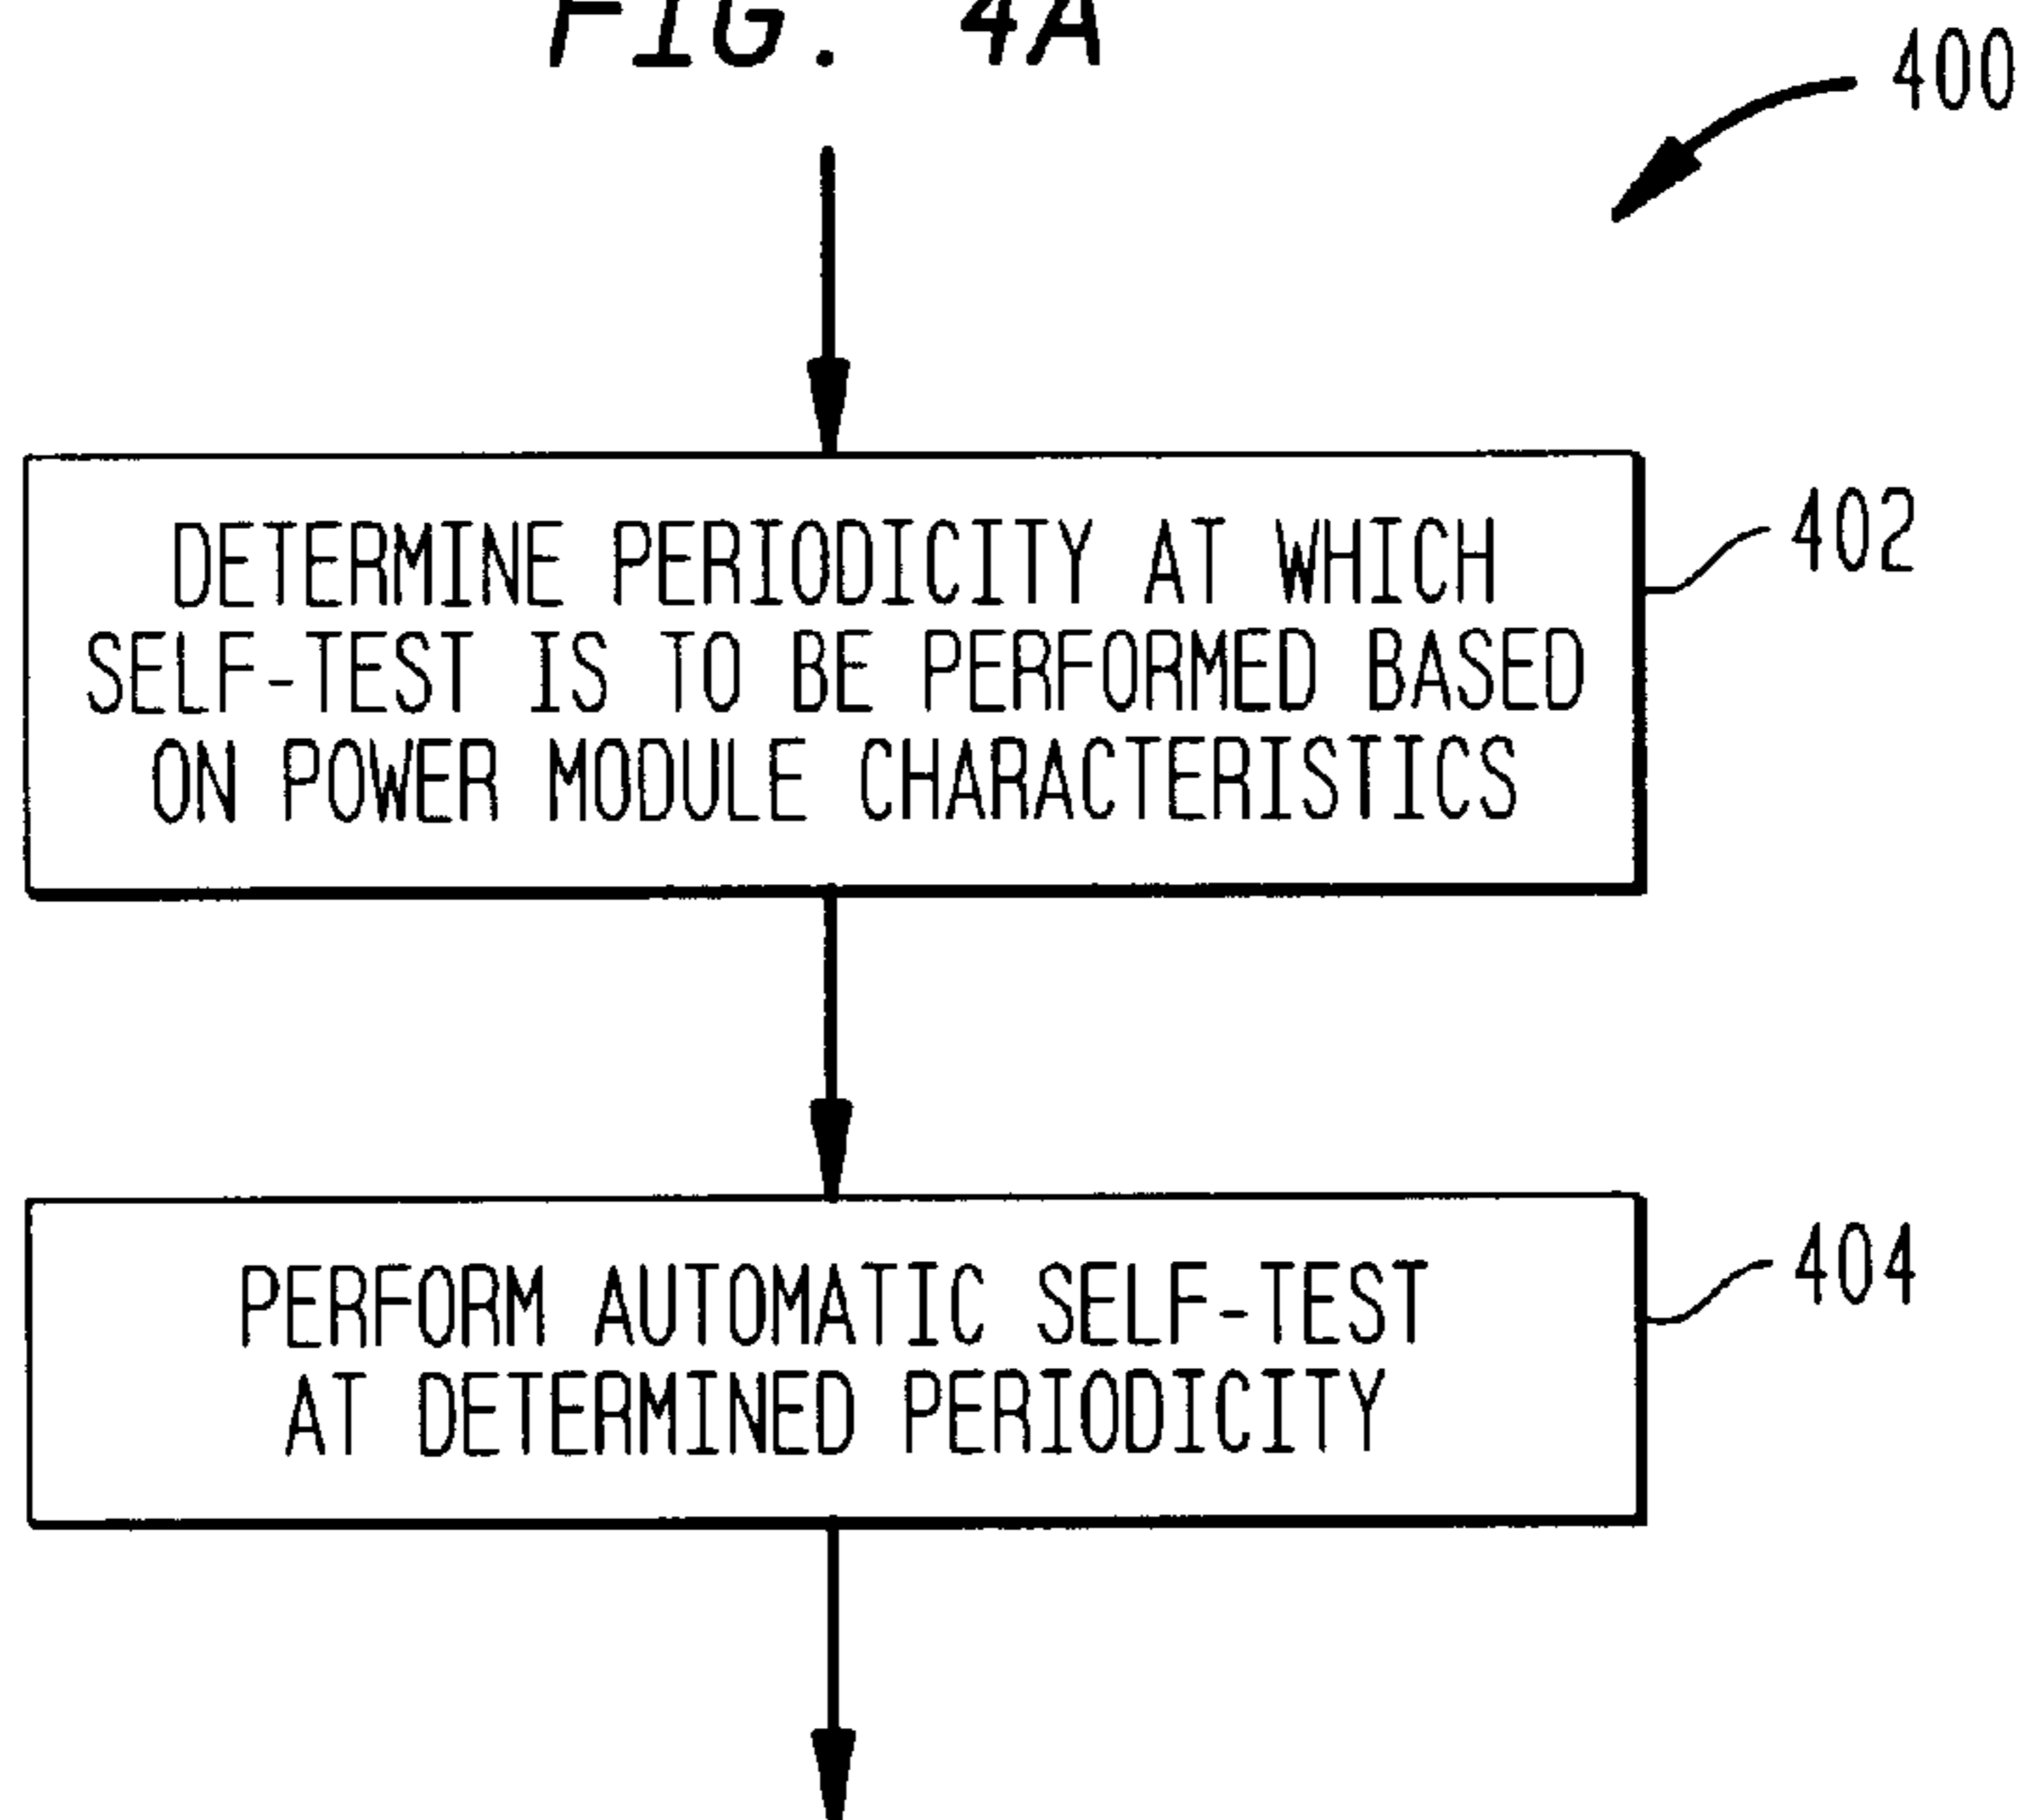 FIG. 4A
400
DETERMINE PERIODICITY AT WHICH
SELF-TEST IS TO BE PERFORMED BASED
ON POWER MODULE CHARACTERISTICS
402
PERFORM AUTOMATIC SELF-TEST
AT DETERMINED PERIODICITY
404